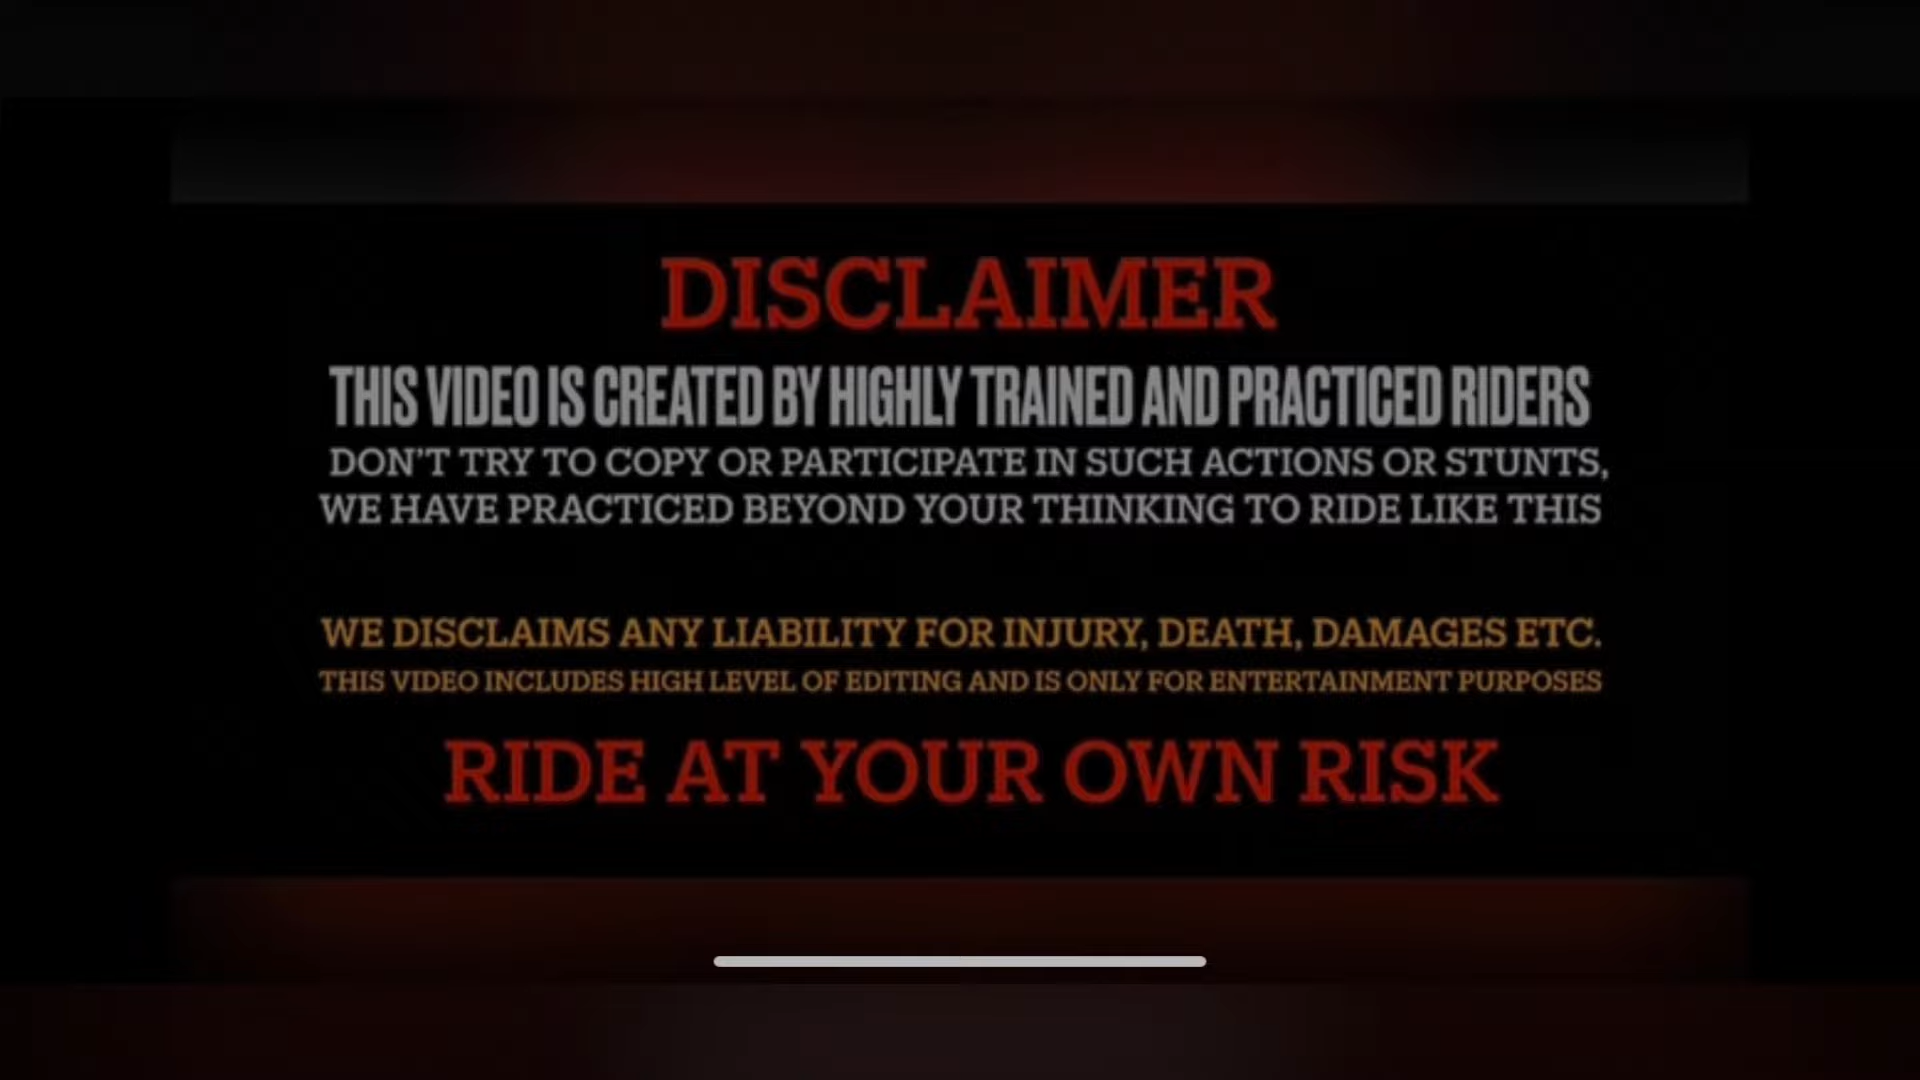 DISCLAIMER
THIS VIDEO IS CREATED BY HIGHLY TRAINED AND PRACTICED RIDERS
DON'T TRY TO COPY OR PARTICIPATE IN SUCH ACTIONS OR STUNTS,
WE HAVE PRACTICED BEYOND YOUR THINKING TO RIDE LIKE THIS
WE DISCLAIMS ANY LIABILITY FOR INJURY, DEATH, DAMAGES ETC.
THIS VIDEO INCLUDES HIGH LEVEL OF EDITING AND IS ONLY FOR ENTERTAINMENT PURPOSES
RIDE AT YOUR OWN RISK